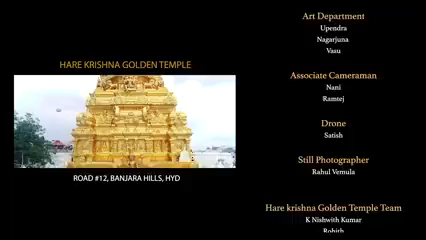 HARE KRISHNA GOLDEN TEMPLE
ROAD #12, BANJARA HILLS, HYD
Art Department
Upendra
Nagarjuna
Vasu
Associate Cameraman
Nani
Ramtej
Drone
Satish
Still Photographer
Rahul Vemula
Hare krishna Golden Temple Team
K Nishwith Kumar
Rohith